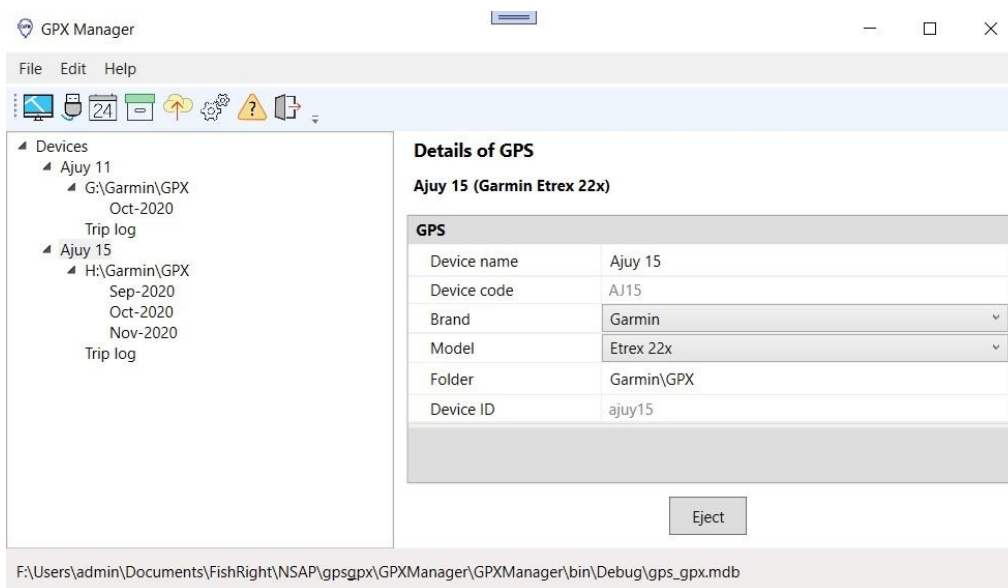 GPX Manager
File Edit Help
24 ?
Devices
Ajuy 11
G:\Garmin\GPX
Oct-2020
Trip log
Ajuy 15
H:\Garmin\GPX
Sep-2020
Oct-2020
Nov-2020
Trip log
Details of GPS
Ajuy 15 (Garmin Etrex 22x)
GPS
Device name Ajuy 15
Device code AJ15
Brand Garmin
Model Etrex 22x
Folder Garmin\GPX
Device ID ajuy15
Eject
F:\Users\admin\Documents\FishRight\NSAP\gpsgpx\GPXManager\GPXManager\bin\Debug\gps_gpx.mdb